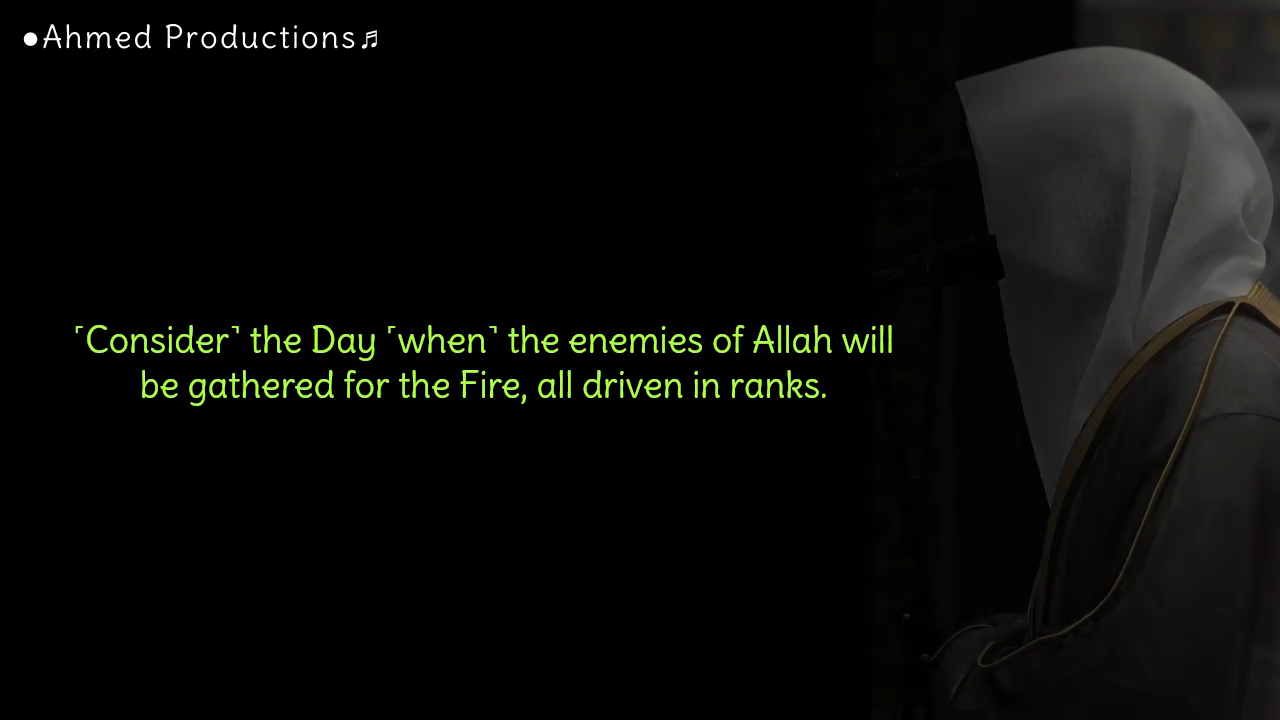 ●Ahmed Productions♬
˹Consider˺ the Day ˹when˺ the enemies of Allah will
be gathered for the Fire, all driven in ranks.